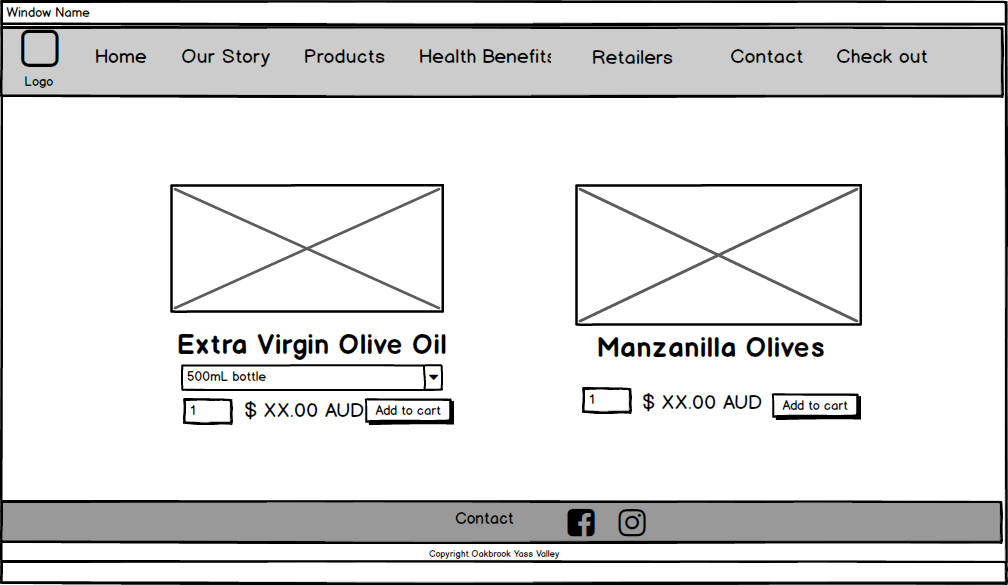 Window Name
Logo
Home Our Story Products Health Benefits Retailers Contact Check out
Extra Virgin Olive Oil
Manzanilla Olives
500mL bottle
1 $ XX.00 AUD Add to cart
1 $ XX.00 AUD Add to cart
Contact
Copyright Oakbrook Yass Valley